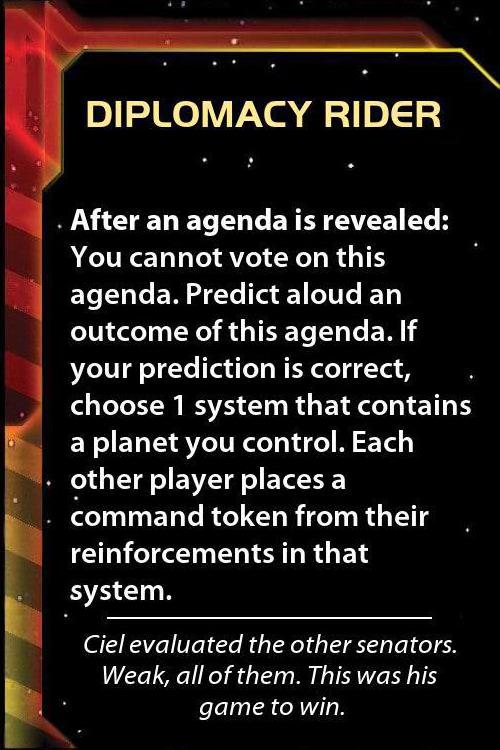 DIPLOMACY RIDER
After an agenda is revealed:
You cannot vote on this
agenda. Predict aloud an
outcome of this agenda. If
your prediction is correct,
choose 1 system that contains
a planet you control. Each
other player places a
command token from their
reinforcements in that
system.
Ciel evaluated the other senators.
Weak, all of them. This was his
game to win.